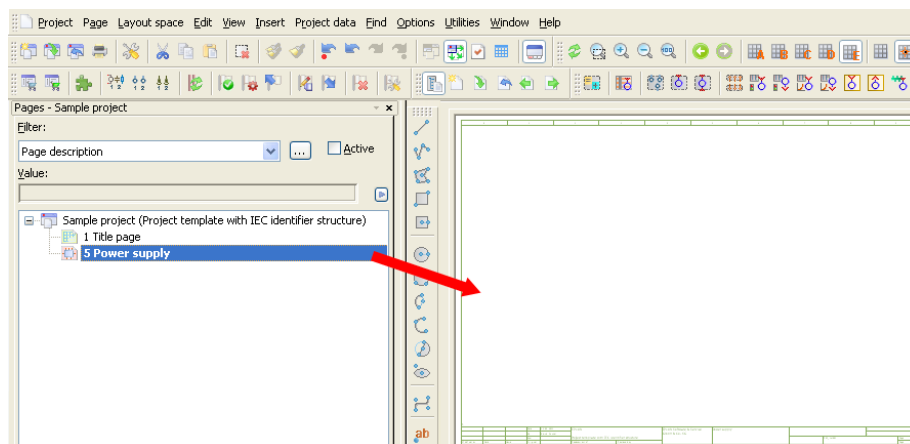 Project Page Layout space Edit View Insert Project data Find Options Utilities Window Help
Pages - Sample project
Filter:
Page description
...
Active
Value:
Sample project (Project template with IEC identifier structure)
1 Title page
5 Power supply
ab